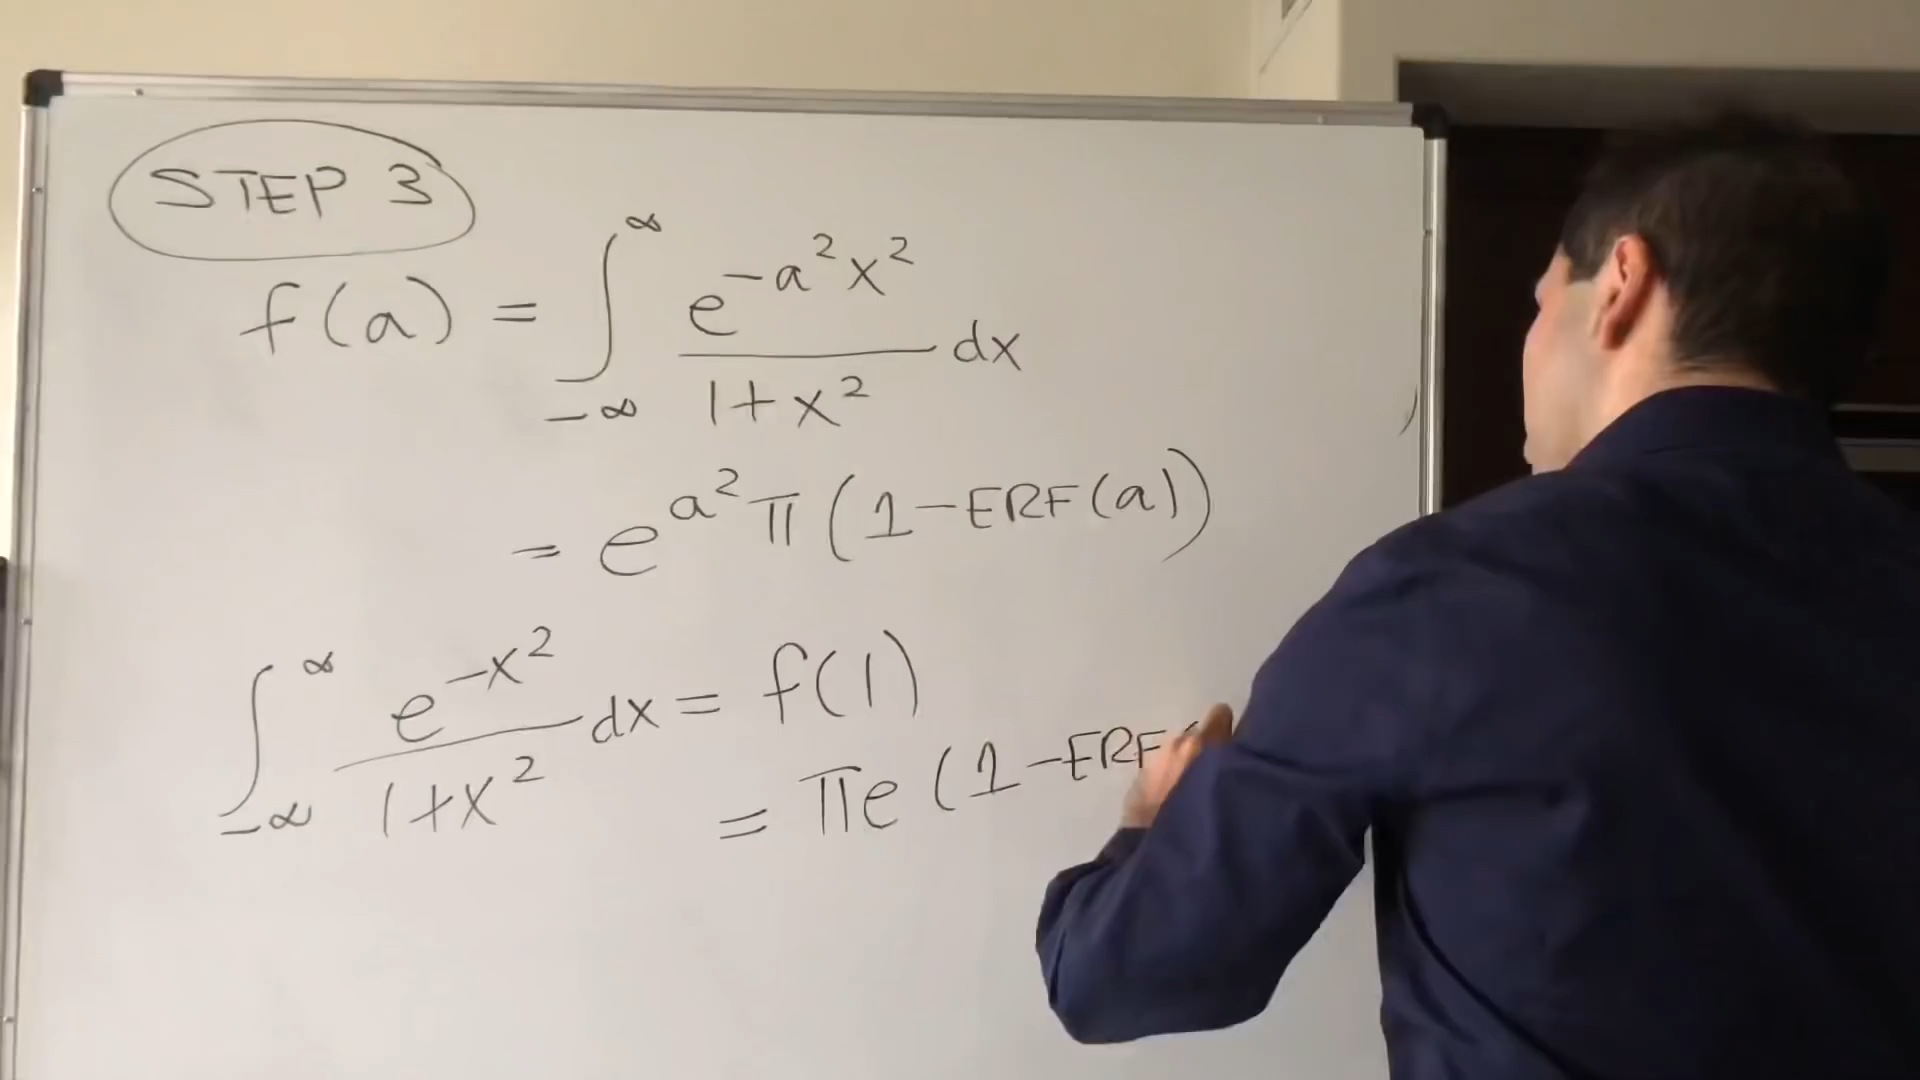 STEP 3
f(a) = ∫_{-∞}^{∞} e^{-a²x²} / (1+x²) dx
= e^{a²} π (1-ERF(a))
∫_{-∞}^{∞} e^{-x²} / (1+x²) dx = f(1)
= πe (1-ERF(